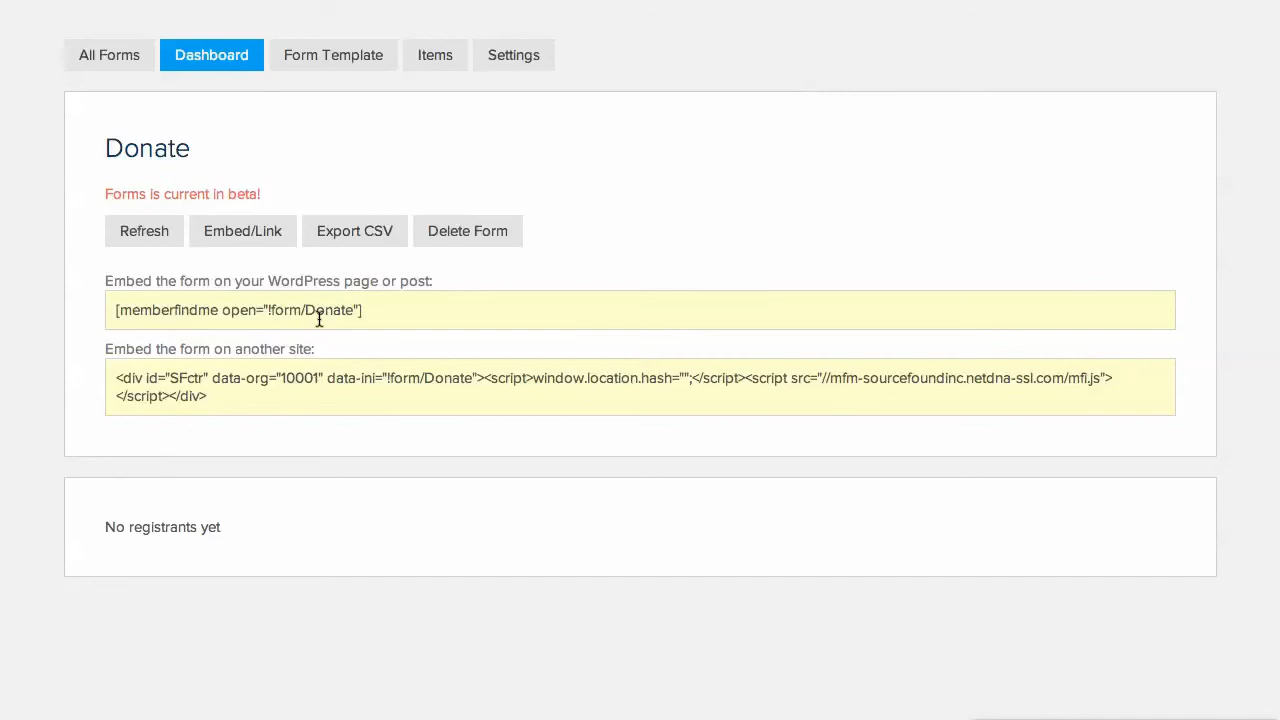 All Forms Dashboard Form Template Items Settings
Donate
Forms is current in beta!
Refresh Embed/Link Export CSV Delete Form
Embed the form on your WordPress page or post:
[memberfindme open="!form/Donate"]
Embed the form on another site:
<div id="SFctr" data-org="10001" data-ini="!form/Donate"><script>window.location.hash="";</script><script src="//mfm-sourcefoundinc.netdna-ssl.com/mfi.js">
</script></div>
No registrants yet